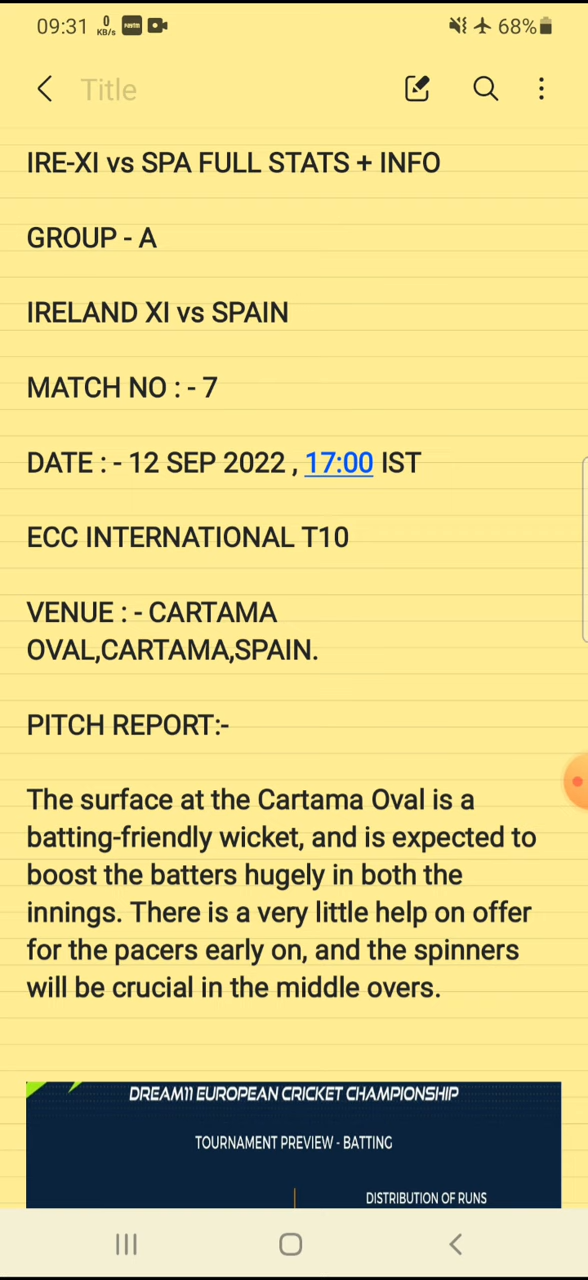 09:31 0 KB/s Paytm 68%
Title
IRE-XI vs SPA FULL STATS + INFO
GROUP - A
IRELAND XI vs SPAIN
MATCH NO : - 7
DATE : - 12 SEP 2022 , 17:00 IST
ECC INTERNATIONAL T10
VENUE : - CARTAMA
OVAL,CARTAMA,SPAIN.
PITCH REPORT:-
The surface at the Cartama Oval is a
batting-friendly wicket, and is expected to
boost the batters hugely in both the
innings. There is a very little help on offer
for the pacers early on, and the spinners
will be crucial in the middle overs.
DREAM11 EUROPEAN CRICKET CHAMPIONSHIP
TOURNAMENT PREVIEW - BATTING
DISTRIBUTION OF RUNS